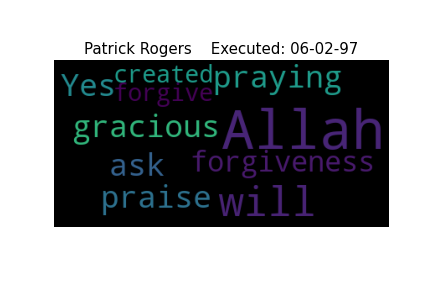 Patrick Rogers    Executed: 06-02-97
Yes created praying
forgive
gracious Allah
ask forgiveness
praise will